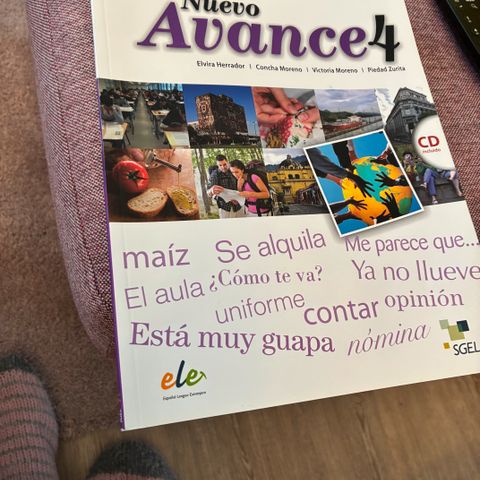 Nuevo
Avance 4
Elvira Herrador | Concha Moreno | Victoria Moreno | Piedad Zurita
CD
incluido
maíz
Se alquila
Me parece que...
El aula
¿Cómo te va?
Ya no llueve
uniforme
contar
opinión
Está muy guapa
nómina
SGEL
ele
Español Lengua Extranjera